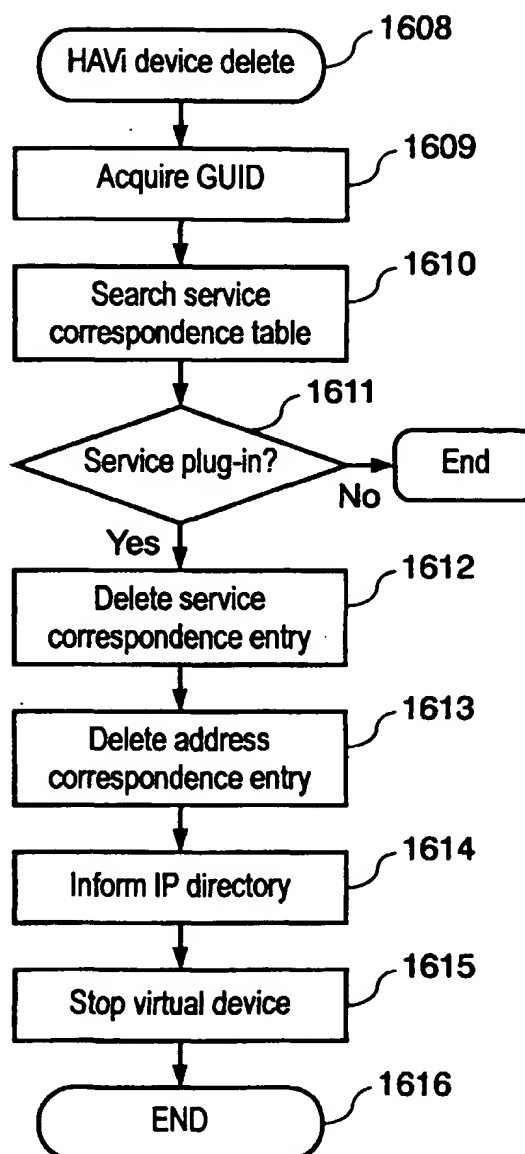 1608
HAVi device delete
1609
Acquire GUID
1610
Search service
correspondence table
1611
Service plug-in?
End
No
Yes
1612
Delete service
correspondence entry
1613
Delete address
correspondence entry
1614
Inform IP directory
1615
Stop virtual device
1616
END